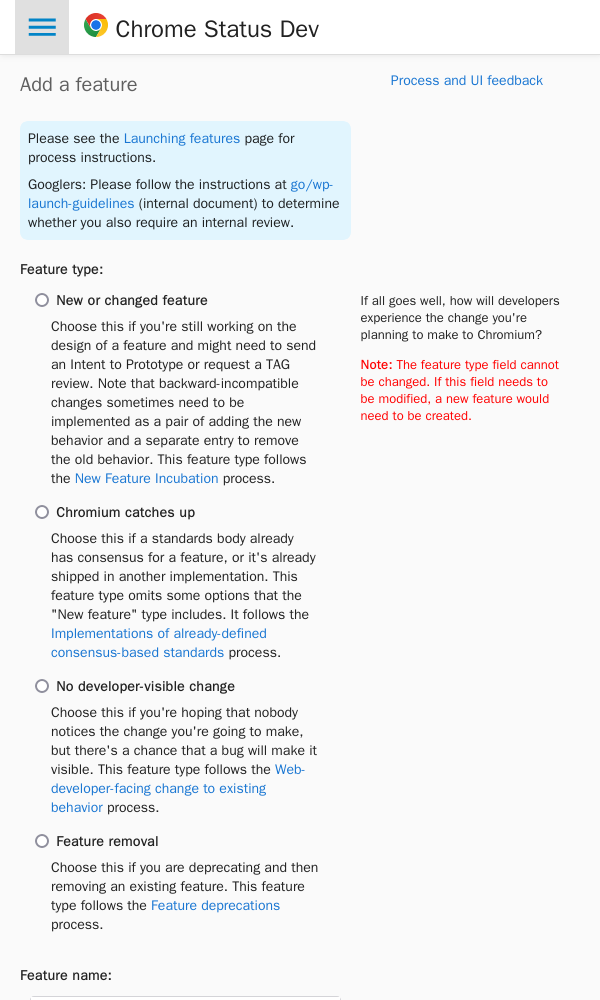 Chrome Status Dev
Add a feature
Process and UI feedback
Please see the Launching features page for
process instructions.
Googlers: Please follow the instructions at go/wp-
launch-guidelines (internal document) to determine
whether you also require an internal review.
Feature type:
New or changed feature
Choose this if you're still working on the
design of a feature and might need to send
an Intent to Prototype or request a TAG
review. Note that backward-incompatible
changes sometimes need to be
implemented as a pair of adding the new
behavior and a separate entry to remove
the old behavior. This feature type follows
the New Feature Incubation process.
If all goes well, how will developers
experience the change you're
planning to make to Chromium?
Note: The feature type field cannot
be changed. If this field needs to
be modified, a new feature would
need to be created.
Chromium catches up
Choose this if a standards body already
has consensus for a feature, or it's already
shipped in another implementation. This
feature type omits some options that the
"New feature" type includes. It follows the
Implementations of already-defined
consensus-based standards process.
No developer-visible change
Choose this if you're hoping that nobody
notices the change you're going to make,
but there's a chance that a bug will make it
visible. This feature type follows the Web-
developer-facing change to existing
behavior process.
Feature removal
Choose this if you are deprecating and then
removing an existing feature. This feature
type follows the Feature deprecations
process.
Feature name: